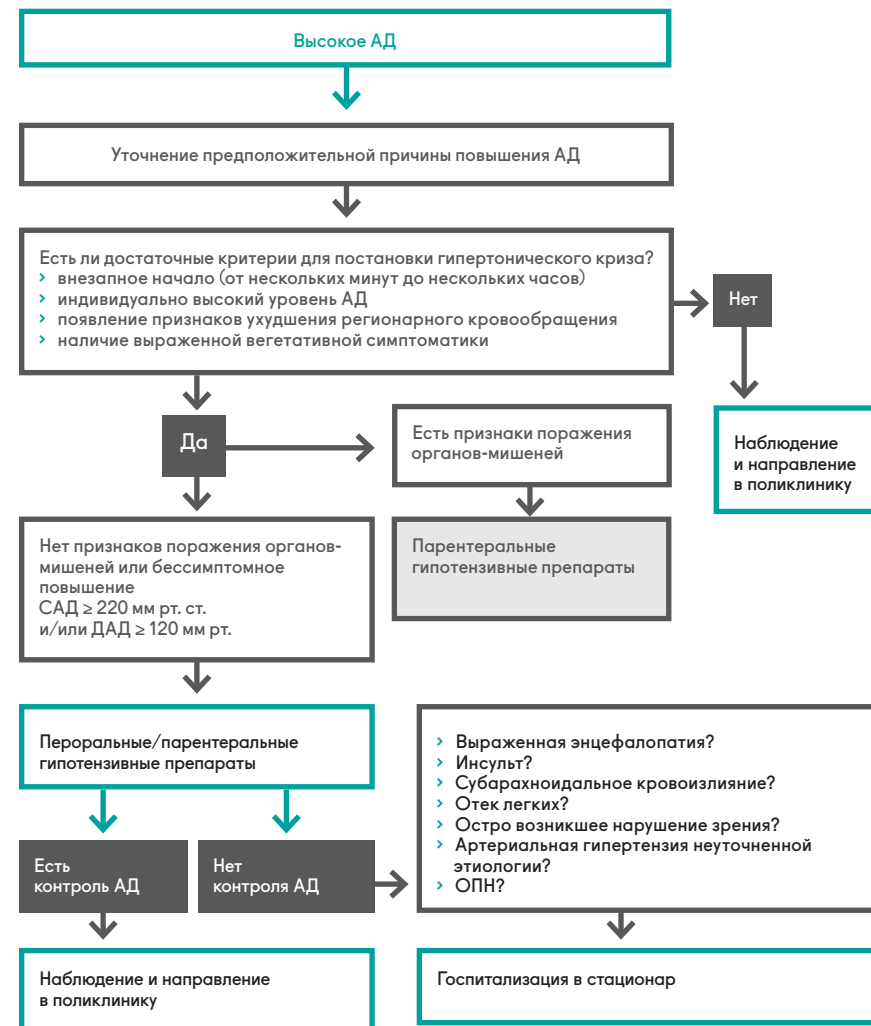 Высокое АД
Уточнение предположительной причины повышения АД
Есть ли достаточные критерии для постановки гипертонического криза?
› внезапное начало (от нескольких минут до нескольких часов)
› индивидуально высокий уровень АД
› появление признаков ухудшения регионарного кровообращения
› наличие выраженной вегетативной симптоматики
Нет
Да
Есть признаки поражения
органов-мишеней
Наблюдение
и направление
в поликлинику
Нет признаков поражения органов-
мишеней или бессимптомное
повышение
САД ≥ 220 мм рт. ст.
и/или ДАД ≥ 120 мм рт.
Парентеральные
гипотензивные препараты
Пероральные/парентеральные
гипотензивные препараты
› Выраженная энцефалопатия?
› Инсульт?
› Субарахноидальное кровоизлияние?
› Отек легких?
› Остро возникшее нарушение зрения?
› Артериальная гипертензия неуточненной
этиологии?
› ОПН?
Есть
контроль АД
Нет
контроля АД
Наблюдение и направление
в поликлинику
Госпитализация в стационар